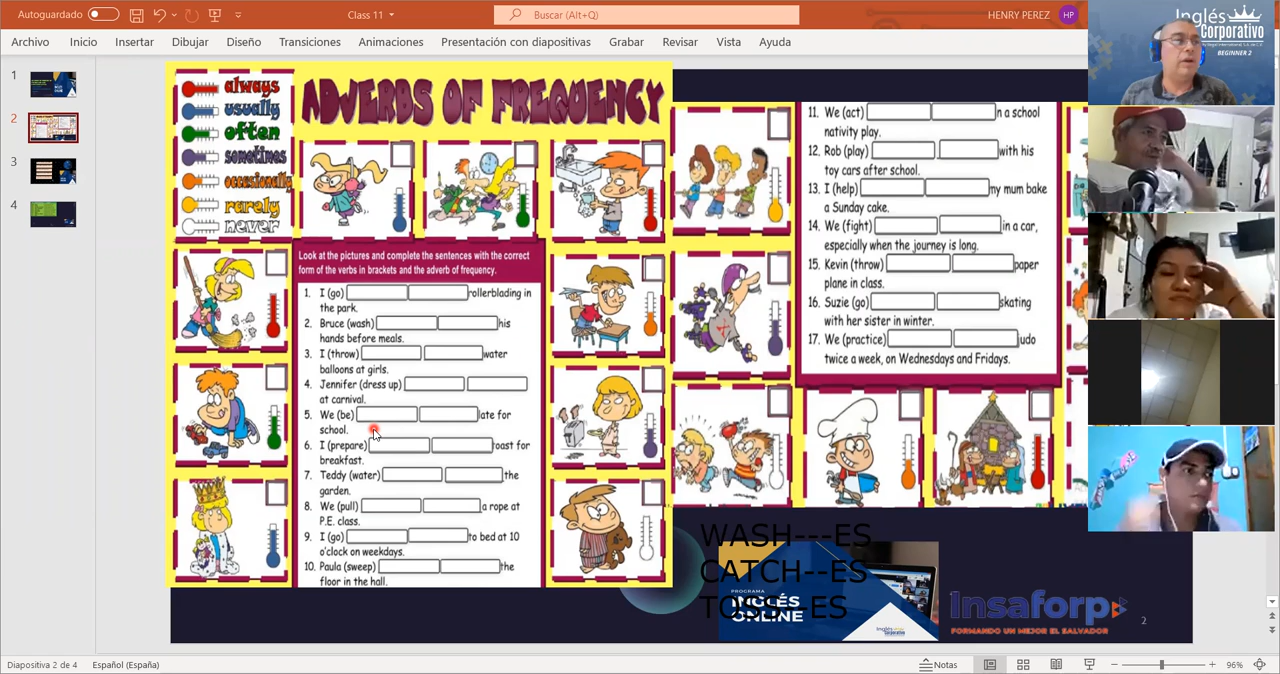 Autoguardado
Class 11
Buscar (Alt+Q)
HENRY PEREZ
HP
Archivo Inicio Insertar Dibujar Diseño Transiciones Animaciones Presentación con diapositivas Grabar Revisar Vista Ayuda
Inglés
Corporativo
BEGINNER 2
1
2
3
4
always
usually
often
sometimes
occasionally
rarely
never
ADVERBS OF FREQUENCY
Look at the pictures and complete the sentences with the correct
form of the verbs in brackets and the adverb of frequency.
1. I (go) rollerblading in
the park.
2. Bruce (wash) his
hands before meals.
3. I (throw) water
balloons at girls.
4. Jennifer (dress up)
at carnival.
5. We (be) late for
school.
6. I (prepare) toast for
breakfast.
7. Teddy (water) the
garden.
8. We (pull) a rope at
P.E. class.
9. I (go) to bed at 10
o'clock on weekdays.
10. Paula (sweep) the
floor in the hall.
11. We (act) n a school
nativity play.
12. Rob (play) with his
toy cars after school.
13. I (help) my mum bake
a Sunday cake.
14. We (fight) in a car,
especially when the journey is long.
15. Kevin (throw) paper
plane in class.
16. Suzie (go) skating
with her sister in winter.
17. We (practice) judo
twice a week, on Wednesdays and Fridays.
WASH---ES
CATCH--ES
PROGRAMA
INGLÉS
ONLINE
Inglés
Corporativo
Insaforp
FORMANDO UN MEJOR EL SALVADOR
2
Diapositiva 2 de 4
Español (España)
Notas
96%